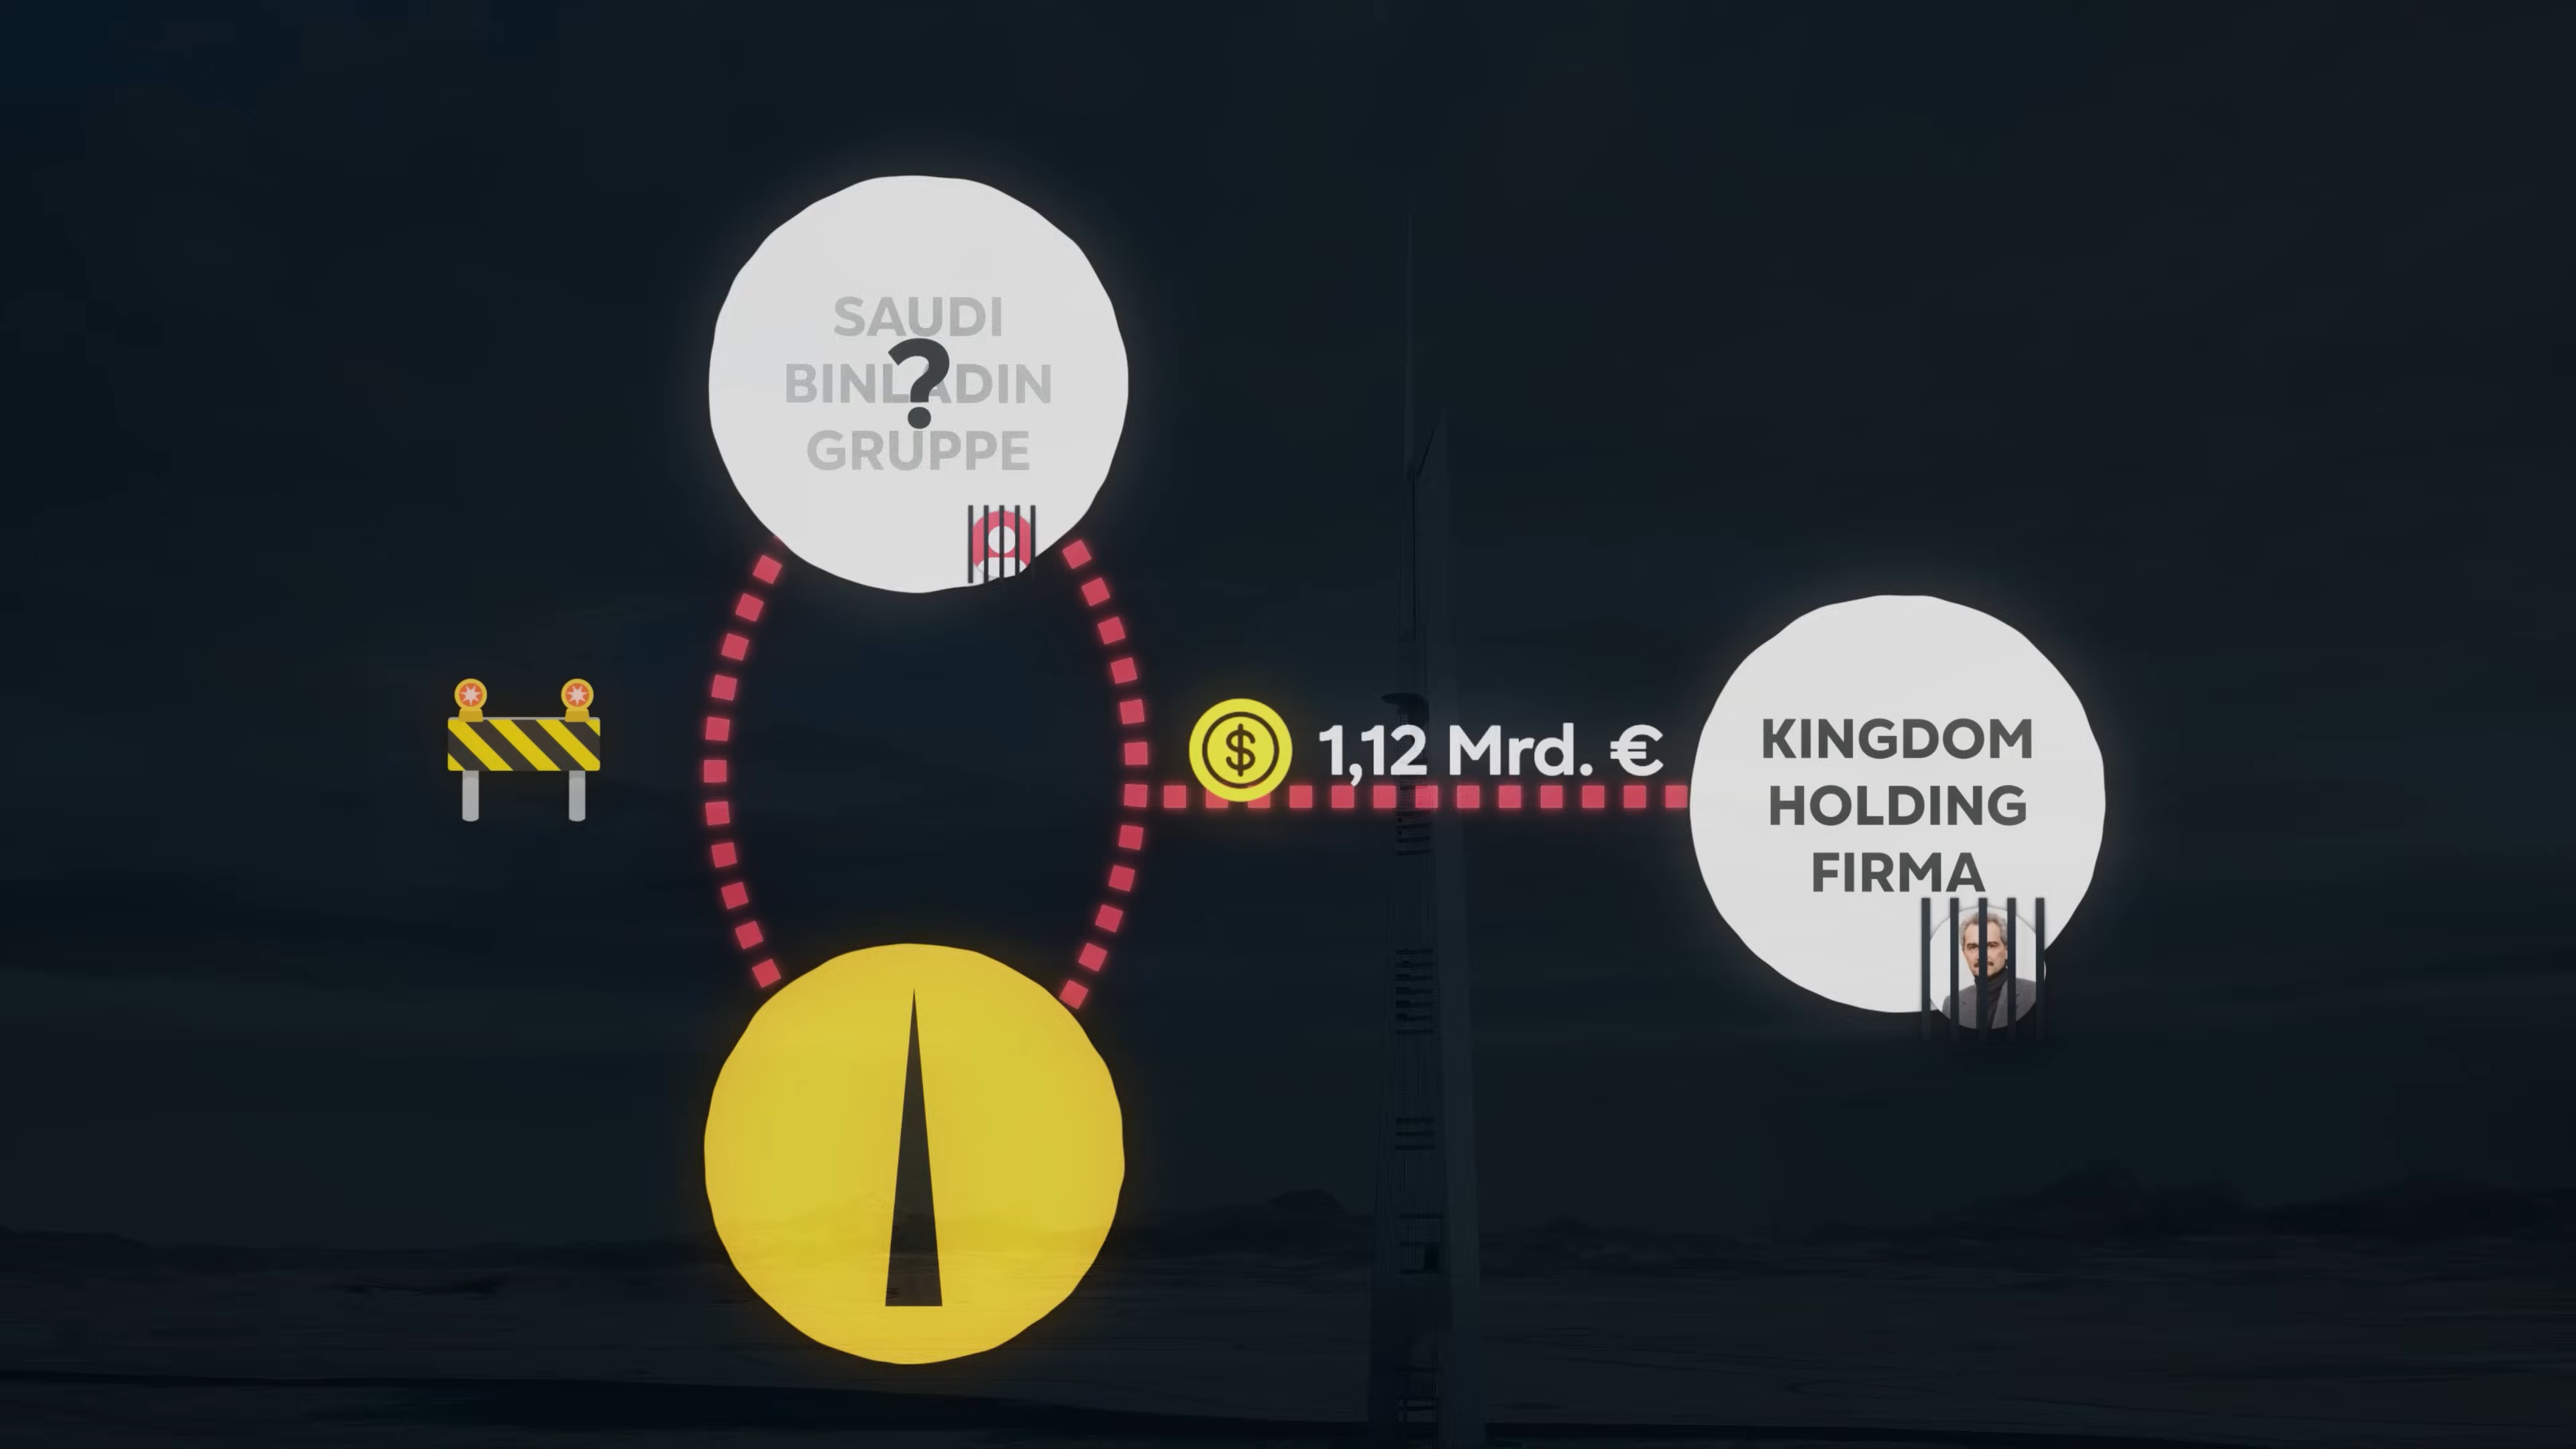 SAUDI
BINLADIN
GRUPPE
?
$
1,12 Mrd. €
KINGDOM
HOLDING
FIRMA